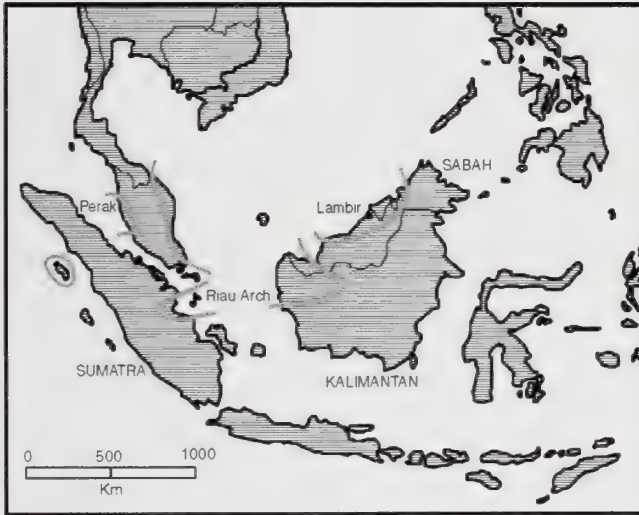 SABAH
Perak
Lambir
Riau Arch
SUMATRA
KALIMANTAN
0 500 1000
Km